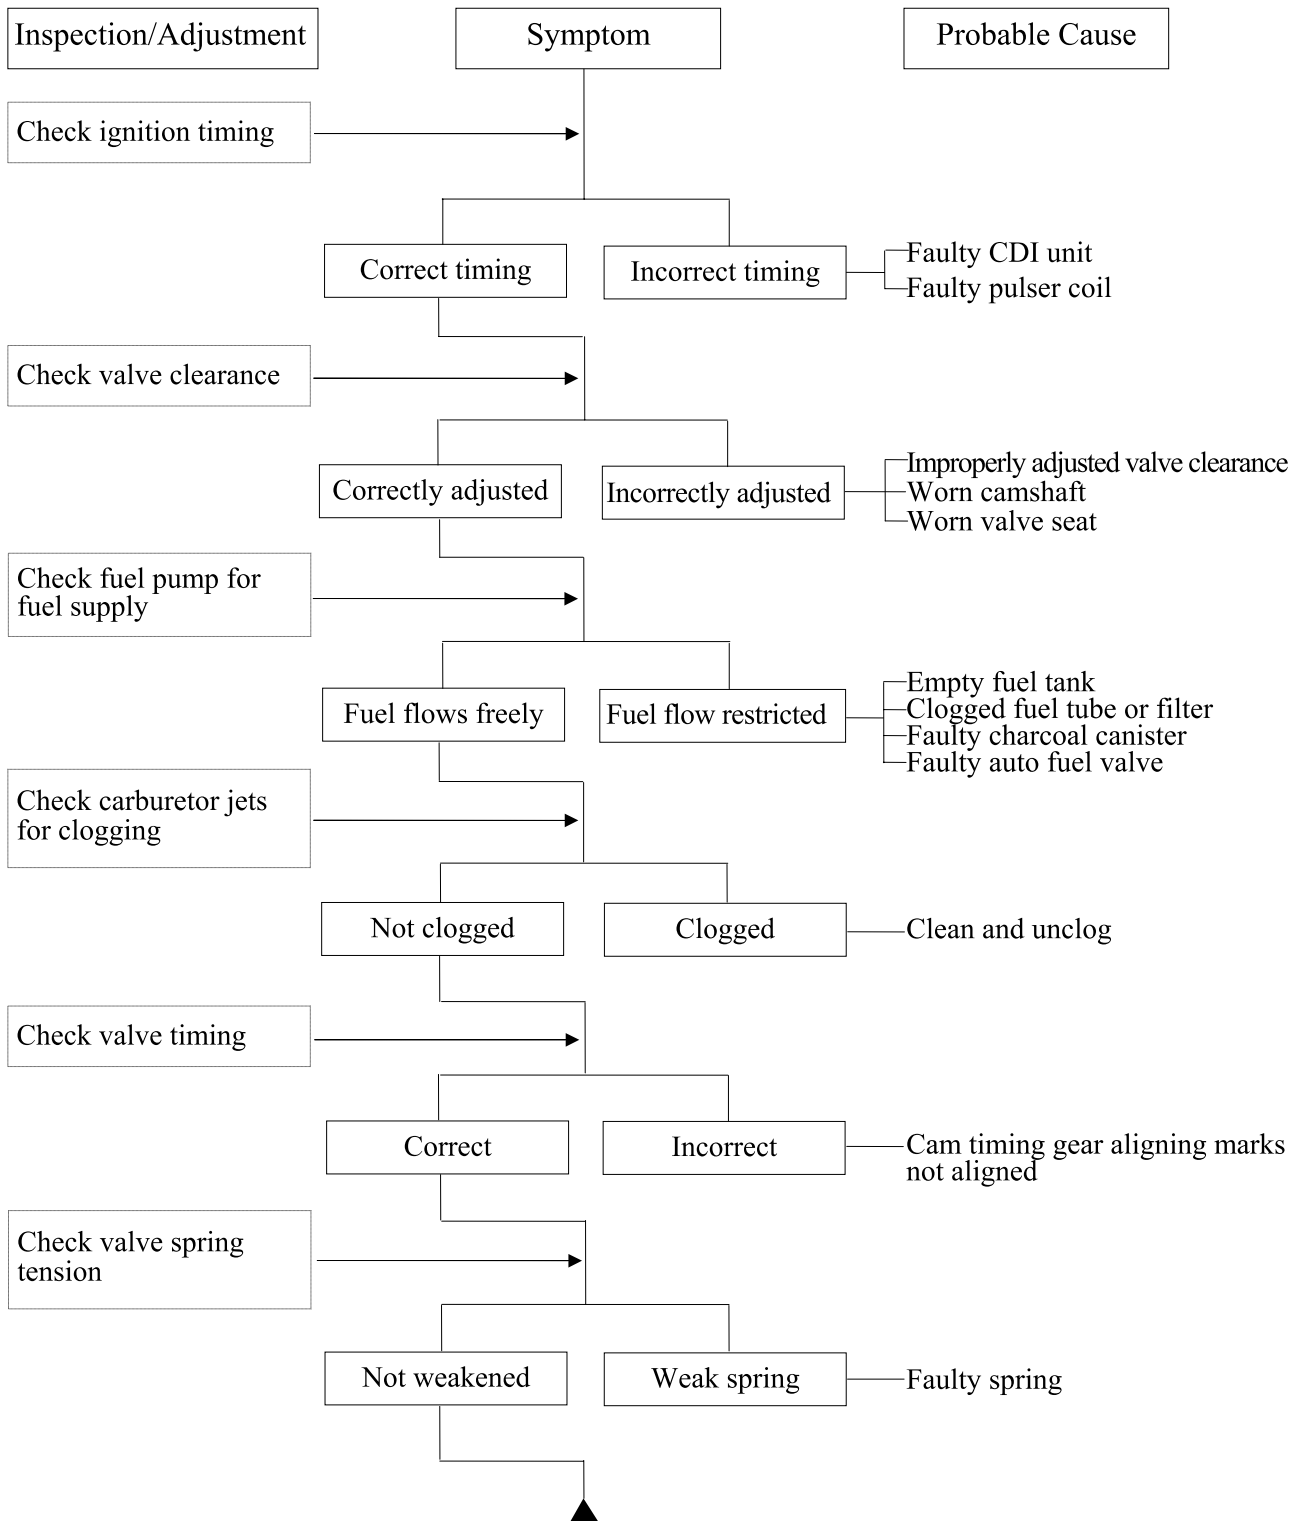 Inspection/Adjustment
Symptom
Probable Cause
Check ignition timing
Correct timing
Incorrect timing
Faulty CDI unit
Faulty pulser coil
Check valve clearance
Correctly adjusted
Incorrectly adjusted
Improperly adjusted valve clearance
Worn camshaft
Worn valve seat
Check fuel pump for
fuel supply
Fuel flows freely
Fuel flow restricted
Empty fuel tank
Clogged fuel tube or filter
Faulty charcoal canister
Faulty auto fuel valve
Check carburetor jets
for clogging
Not clogged
Clogged
Clean and unclog
Check valve timing
Correct
Incorrect
Cam timing gear aligning marks
not aligned
Check valve spring
tension
Not weakened
Weak spring
Faulty spring